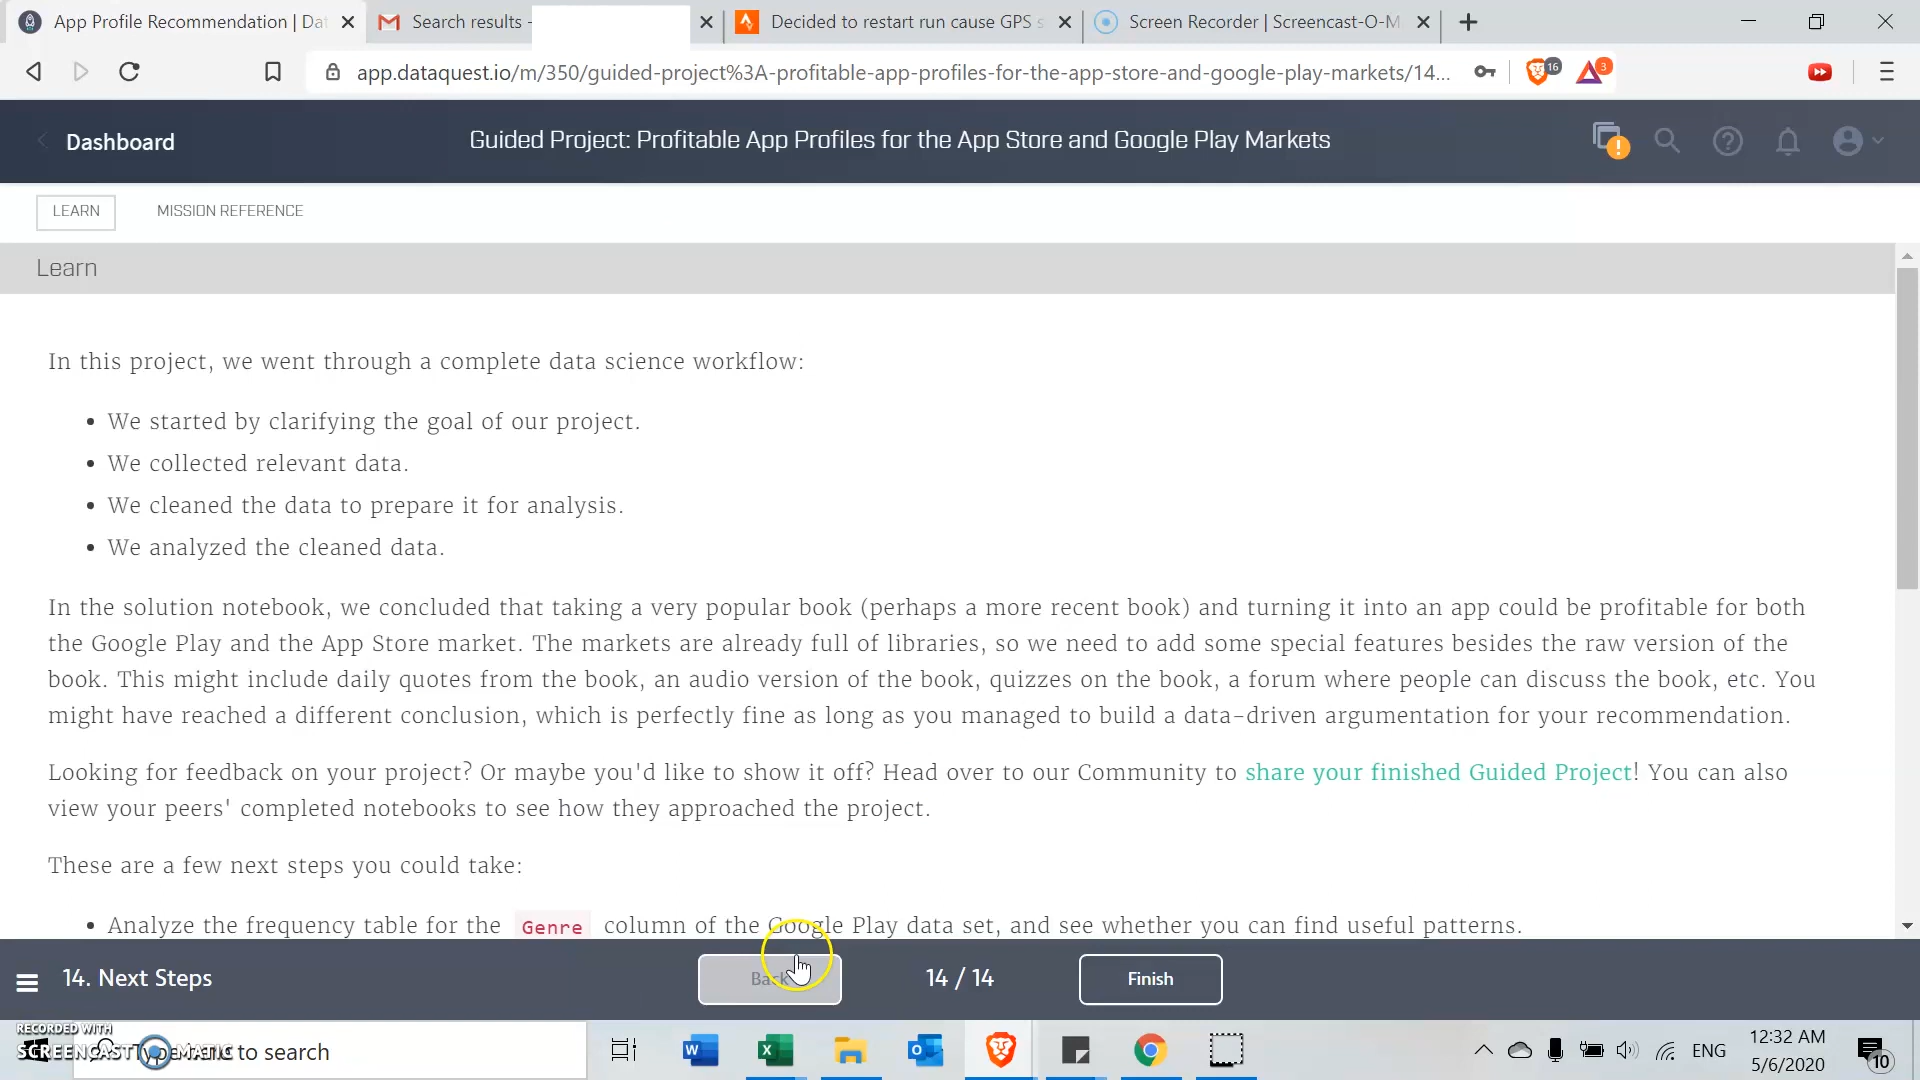 App Profile Recommendation | Dat
Search results -
Decided to restart run cause GPS s
Screen Recorder | Screencast-O-M
app.dataquest.io/m/350/guided-project%3A-profitable-app-profiles-for-the-app-store-and-google-play-markets/14...
16
3
Dashboard
Guided Project: Profitable App Profiles for the App Store and Google Play Markets
LEARN
MISSION REFERENCE
Learn
In this project, we went through a complete data science workflow:
• We started by clarifying the goal of our project.
• We collected relevant data.
• We cleaned the data to prepare it for analysis.
• We analyzed the cleaned data.
In the solution notebook, we concluded that taking a very popular book (perhaps a more recent book) and turning it into an app could be profitable for both
the Google Play and the App Store market. The markets are already full of libraries, so we need to add some special features besides the raw version of the
book. This might include daily quotes from the book, an audio version of the book, quizzes on the book, a forum where people can discuss the book, etc. You
might have reached a different conclusion, which is perfectly fine as long as you managed to build a data-driven argumentation for your recommendation.
Looking for feedback on your project? Or maybe you'd like to show it off? Head over to our Community to share your finished Guided Project! You can also
view your peers' completed notebooks to see how they approached the project.
These are a few next steps you could take:
• Analyze the frequency table for the Genre column of the Google Play data set, and see whether you can find useful patterns.
14. Next Steps
Back
14 / 14
Finish
RECORDED WITH
SCREENCAST MATIC
Type here to search
ENG
12:32 AM
5/6/2020
10